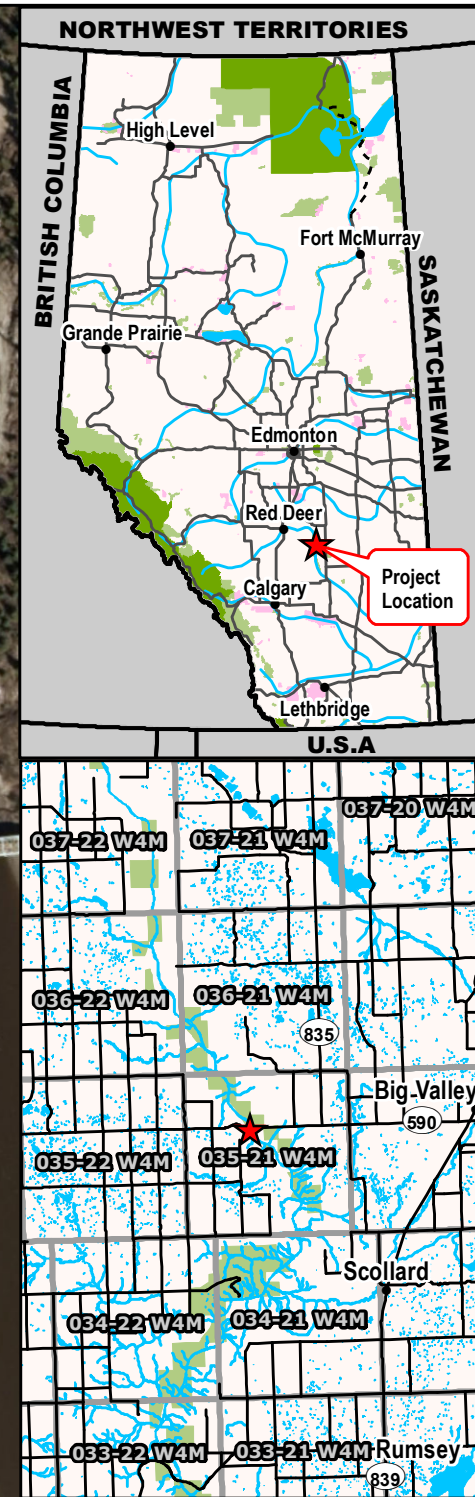 NORTHWEST TERRITORIES
BRITISH COLUMBIA
High Level
Fort McMurray
SASKATCHEWAN
Grande Prairie
Edmonton
Red Deer
Project
Location
Calgary
Lethbridge
U.S.A
037-22 W4M
037-21 W4M
037-20 W4M
036-22 W4M
036-21 W4M
835
Big Valley
590
035-22 W4M
035-21 W4M
Scollard
034-22 W4M
034-21 W4M
033-22 W4M
033-21 W4M
Rumsey
839